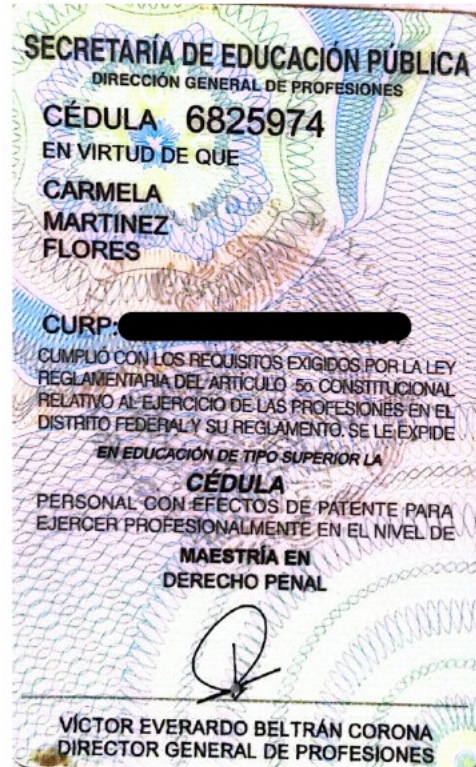 SECRETARÍA DE EDUCACIÓN PÚBLICA
DIRECCIÓN GENERAL DE PROFESIONES
CÉDULA 6825974
EN VIRTUD DE QUE
CARMELA
MARTINEZ
FLORES
CURP:
CUMPLIÓ CON LOS REQUISITOS EXIGIDOS POR LA LEY
REGLAMENTARIA DEL ARTÍCULO 5o. CONSTITUCIONAL
RELATIVO AL EJERCICIO DE LAS PROFESIONES EN EL
DISTRITO FEDERAL Y SU REGLAMENTO. SE LE EXPIDE
EN EDUCACIÓN DE TIPO SUPERIOR LA
CÉDULA
PERSONAL CON EFECTOS DE PATENTE PARA
EJERCER PROFESIONALMENTE EN EL NIVEL DE
MAESTRÍA EN
DERECHO PENAL
VÍCTOR EVERARDO BELTRÁN CORONA
DIRECTOR GENERAL DE PROFESIONES